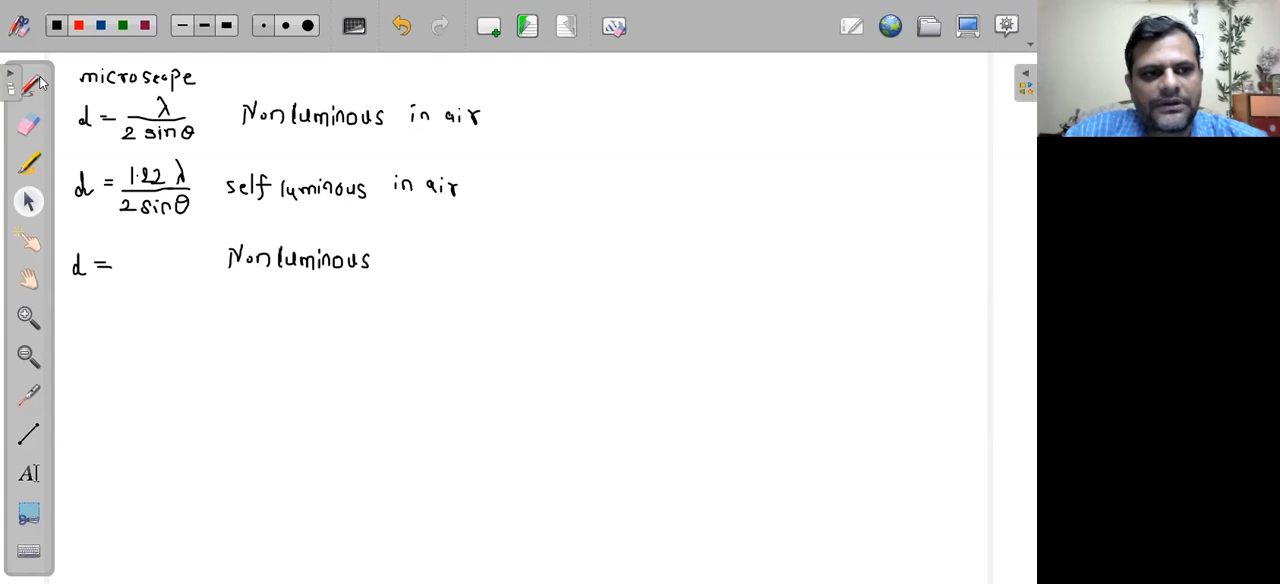 microscope
d = λ / 2 sinθ Nonluminous in air
d = 1.22 λ / 2 sinθ self luminous in air
d = Nonluminous